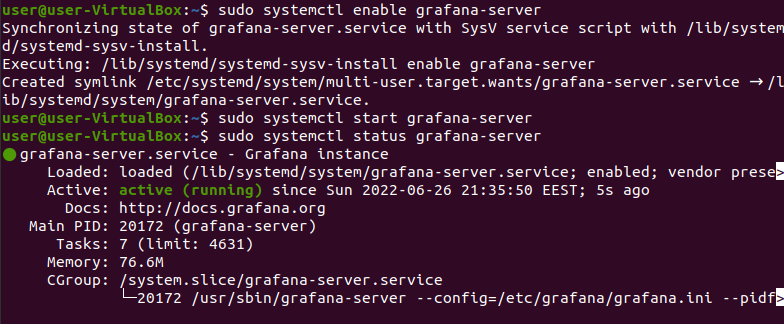 user@user-VirtualBox:~$ sudo systemctl enable grafana-server
Synchronizing state of grafana-server.service with SysV service script with /lib/system
d/systemd-sysv-install.
Executing: /lib/systemd/systemd-sysv-install enable grafana-server
Created symlink /etc/systemd/system/multi-user.target.wants/grafana-server.service → /l
ib/systemd/system/grafana-server.service.
user@user-VirtualBox:~$ sudo systemctl start grafana-server
user@user-VirtualBox:~$ sudo systemctl status grafana-server
● grafana-server.service - Grafana instance
     Loaded: loaded (/lib/systemd/system/grafana-server.service; enabled; vendor prese>
     Active: active (running) since Sun 2022-06-26 21:35:50 EEST; 5s ago
       Docs: http://docs.grafana.org
   Main PID: 20172 (grafana-server)
      Tasks: 7 (limit: 4631)
     Memory: 76.6M
     CGroup: /system.slice/grafana-server.service
             └─20172 /usr/sbin/grafana-server --config=/etc/grafana/grafana.ini --pidf>